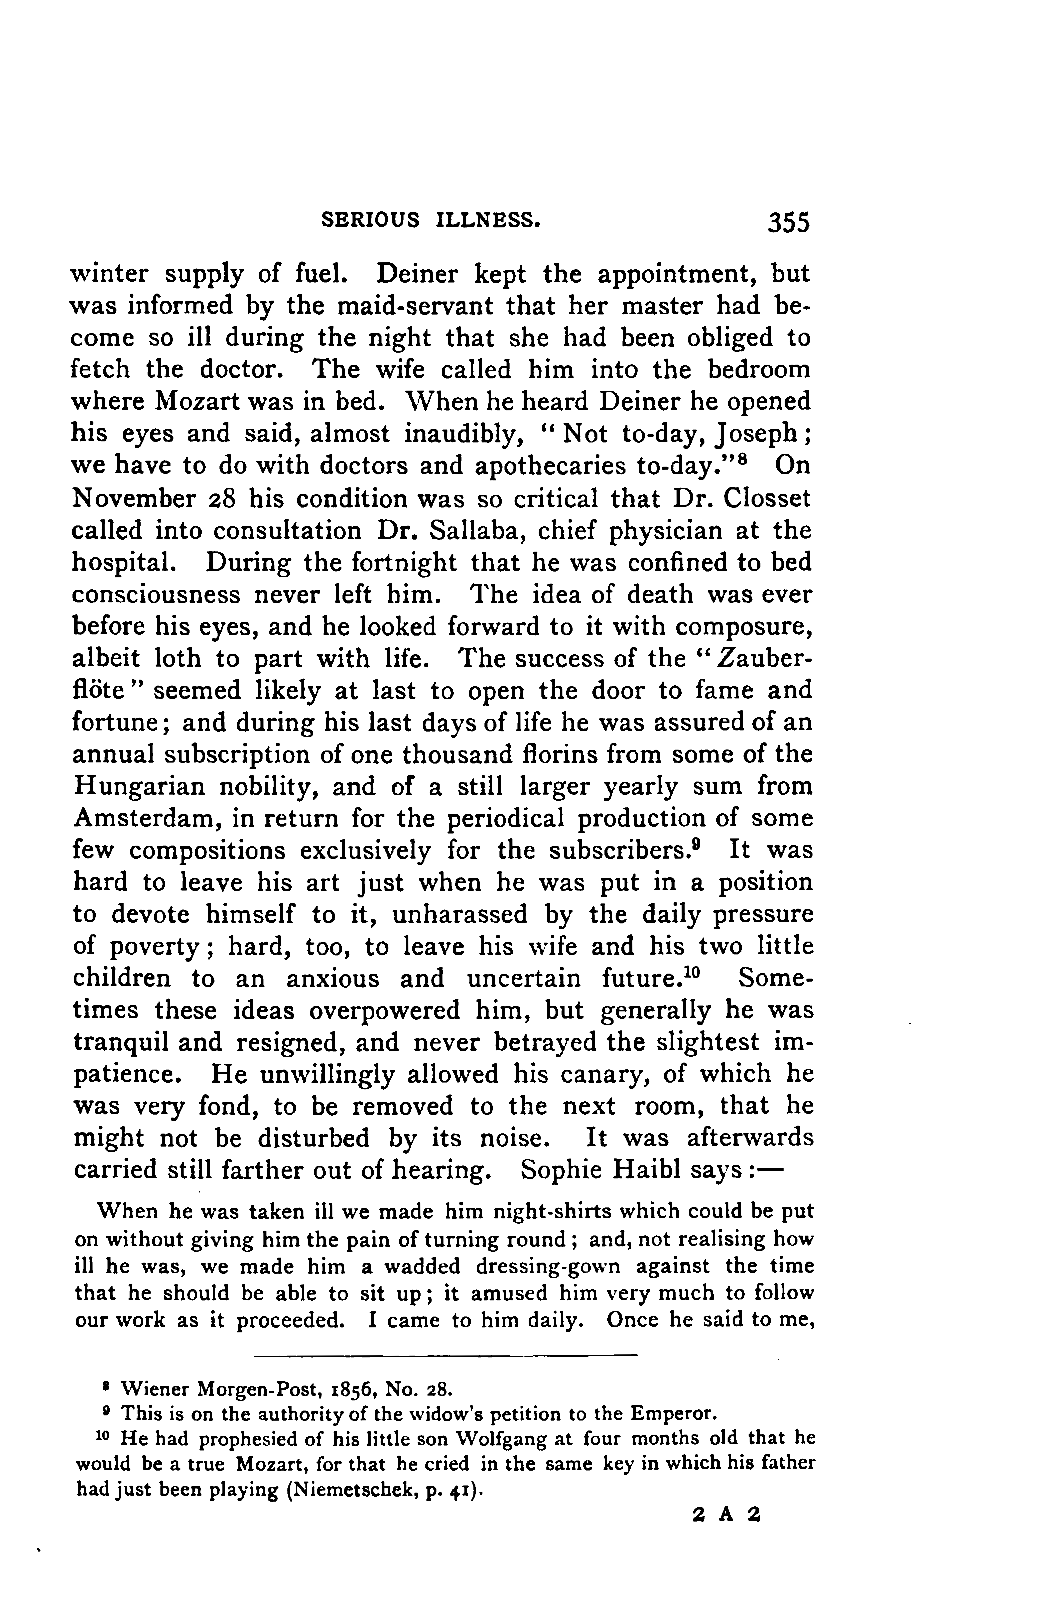 SERIOUS ILLNESS. 355
winter supply of fuel. Deiner kept the appointment, but
was informed by the maid-servant that her master had be-
come so ill during the night that she had been obliged to
fetch the doctor. The wife called him into the bedroom
where Mozart was in bed. When he heard Deiner he opened
his eyes and said, almost inaudibly, “Not to-day, Joseph;
we have to do with doctors and apothecaries to-day.”⁸ On
November 28 his condition was so critical that Dr. Closset
called into consultation Dr. Sallaba, chief physician at the
hospital. During the fortnight that he was confined to bed
consciousness never left him. The idea of death was ever
before his eyes, and he looked forward to it with composure,
albeit loth to part with life. The success of the “Zauber-
flöte” seemed likely at last to open the door to fame and
fortune; and during his last days of life he was assured of an
annual subscription of one thousand florins from some of the
Hungarian nobility, and of a still larger yearly sum from
Amsterdam, in return for the periodical production of some
few compositions exclusively for the subscribers.⁹ It was
hard to leave his art just when he was put in a position
to devote himself to it, unharassed by the daily pressure
of poverty; hard, too, to leave his wife and his two little
children to an anxious and uncertain future.¹⁰ Some-
times these ideas overpowered him, but generally he was
tranquil and resigned, and never betrayed the slightest im-
patience. He unwillingly allowed his canary, of which he
was very fond, to be removed to the next room, that he
might not be disturbed by its noise. It was afterwards
carried still farther out of hearing. Sophie Haibl says:—
When he was taken ill we made him night-shirts which could be put
on without giving him the pain of turning round; and, not realising how
ill he was, we made him a wadded dressing-gown against the time
that he should be able to sit up; it amused him very much to follow
our work as it proceeded. I came to him daily. Once he said to me,
⁸ Wiener Morgen-Post, 1856, No. 28.
⁹ This is on the authority of the widow's petition to the Emperor.
¹⁰ He had prophesied of his little son Wolfgang at four months old that he
would be a true Mozart, for that he cried in the same key in which his father
had just been playing (Niemetschek, p. 41).
2 A 2